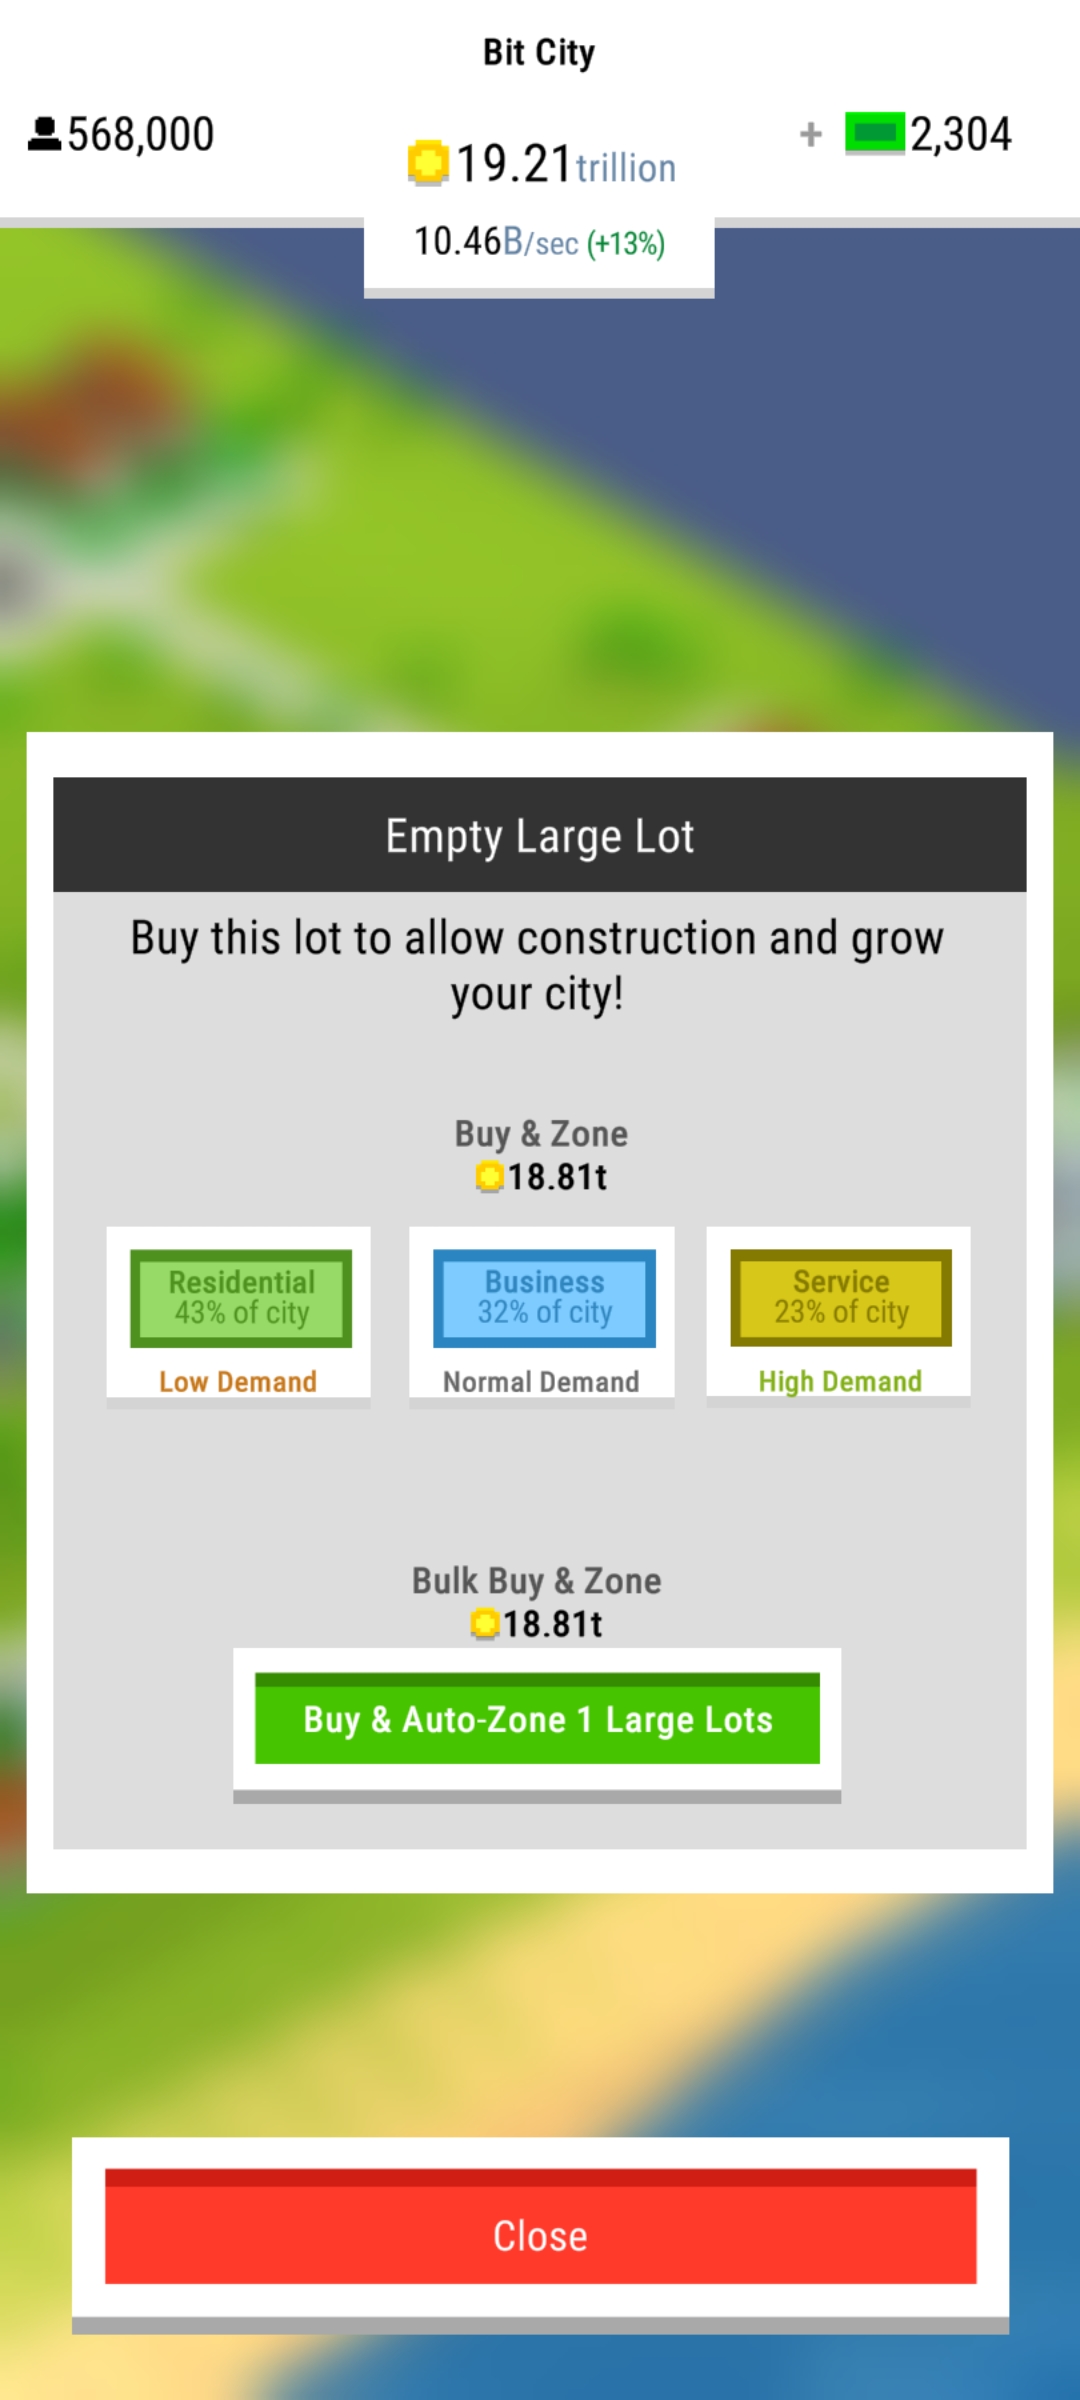 Bit City
568,000
19.21trillion
+ 2,304
10.46B/sec (+13%)
Empty Large Lot
Buy this lot to allow construction and grow
your city!
Buy & Zone
18.81t
Residential
43% of city
Low Demand
Business
32% of city
Normal Demand
Service
23% of city
High Demand
Bulk Buy & Zone
18.81t
Buy & Auto-Zone 1 Large Lots
Close